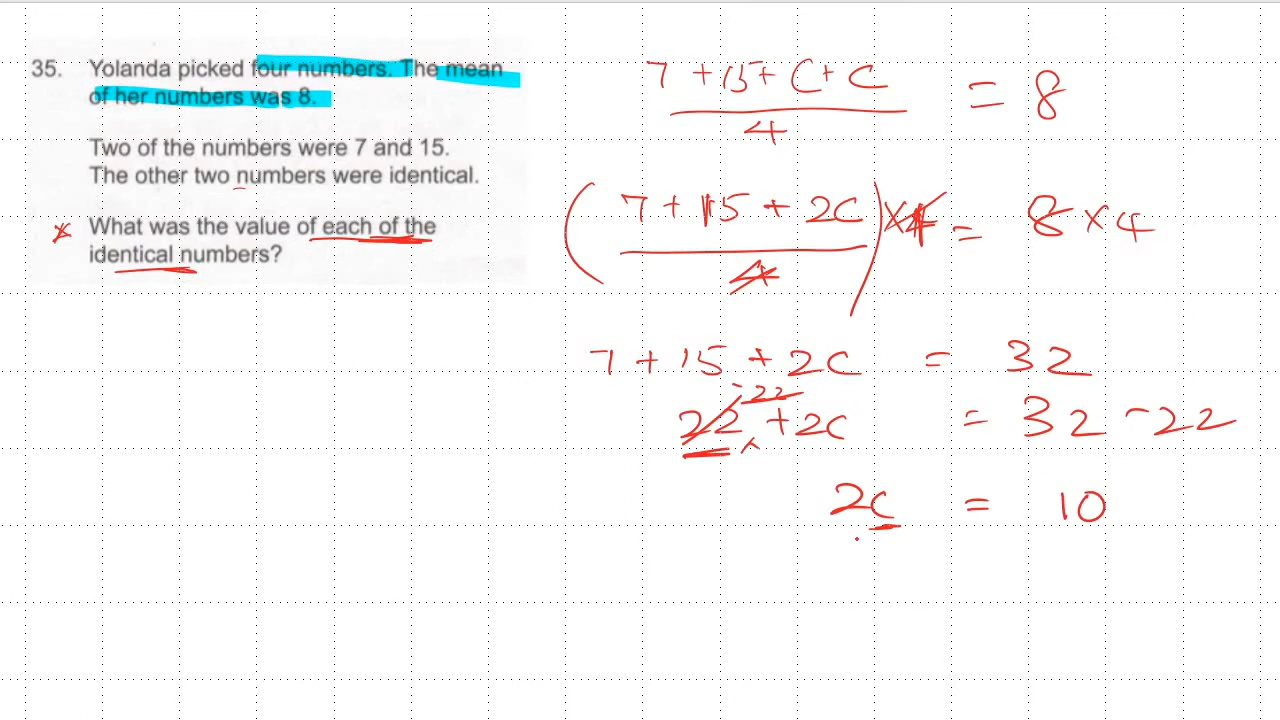 35. Yolanda picked four numbers. The mean
of her numbers was 8.
Two of the numbers were 7 and 15.
The other two numbers were identical.
What was the value of each of the
identical numbers?
7 + 15 + C + C
4
= 8
(7 + 15 + 2C) × 4 = 8 × 4
4
7 + 15 + 2C = 32
-22
22 + 2C = 32 - 22
2C = 10